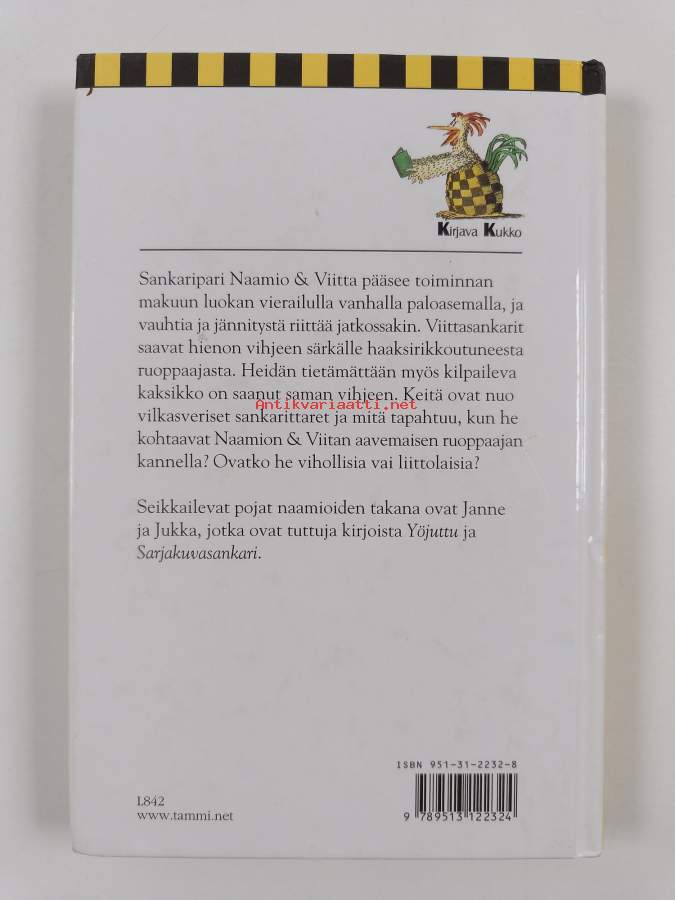 Kirjava Kukko
Sankaripari Naamio & Viitta pääsee toiminnan
makuun luokan vierailulla vanhalla paloasemalla, ja
vauhtia ja jännitystä riittää jatkossakin. Viittasankarit
saavat hienon vihjeen särkälle haaksirikkoutuneesta
ruoppaajasta. Heidän tietämättään myös kilpaileva
kaksikko on saanut saman vihjeen. Keitä ovat nuo
Antikvariaatti.net
vilkasveriset sankarittaret ja mitä tapahtuu, kun he
kohtaavat Naamion & Viitan aavemaisen ruoppaajan
kannella? Ovatko he vihollisia vai liittolaisia?
Seikkailevat pojat naamioiden takana ovat Janne
ja Jukka, jotka ovat tuttuja kirjoista Yöjuttu ja
Sarjakuvasankari.
ISBN 951-31-2232-8
L842
www.tammi.net
9 789513 122324